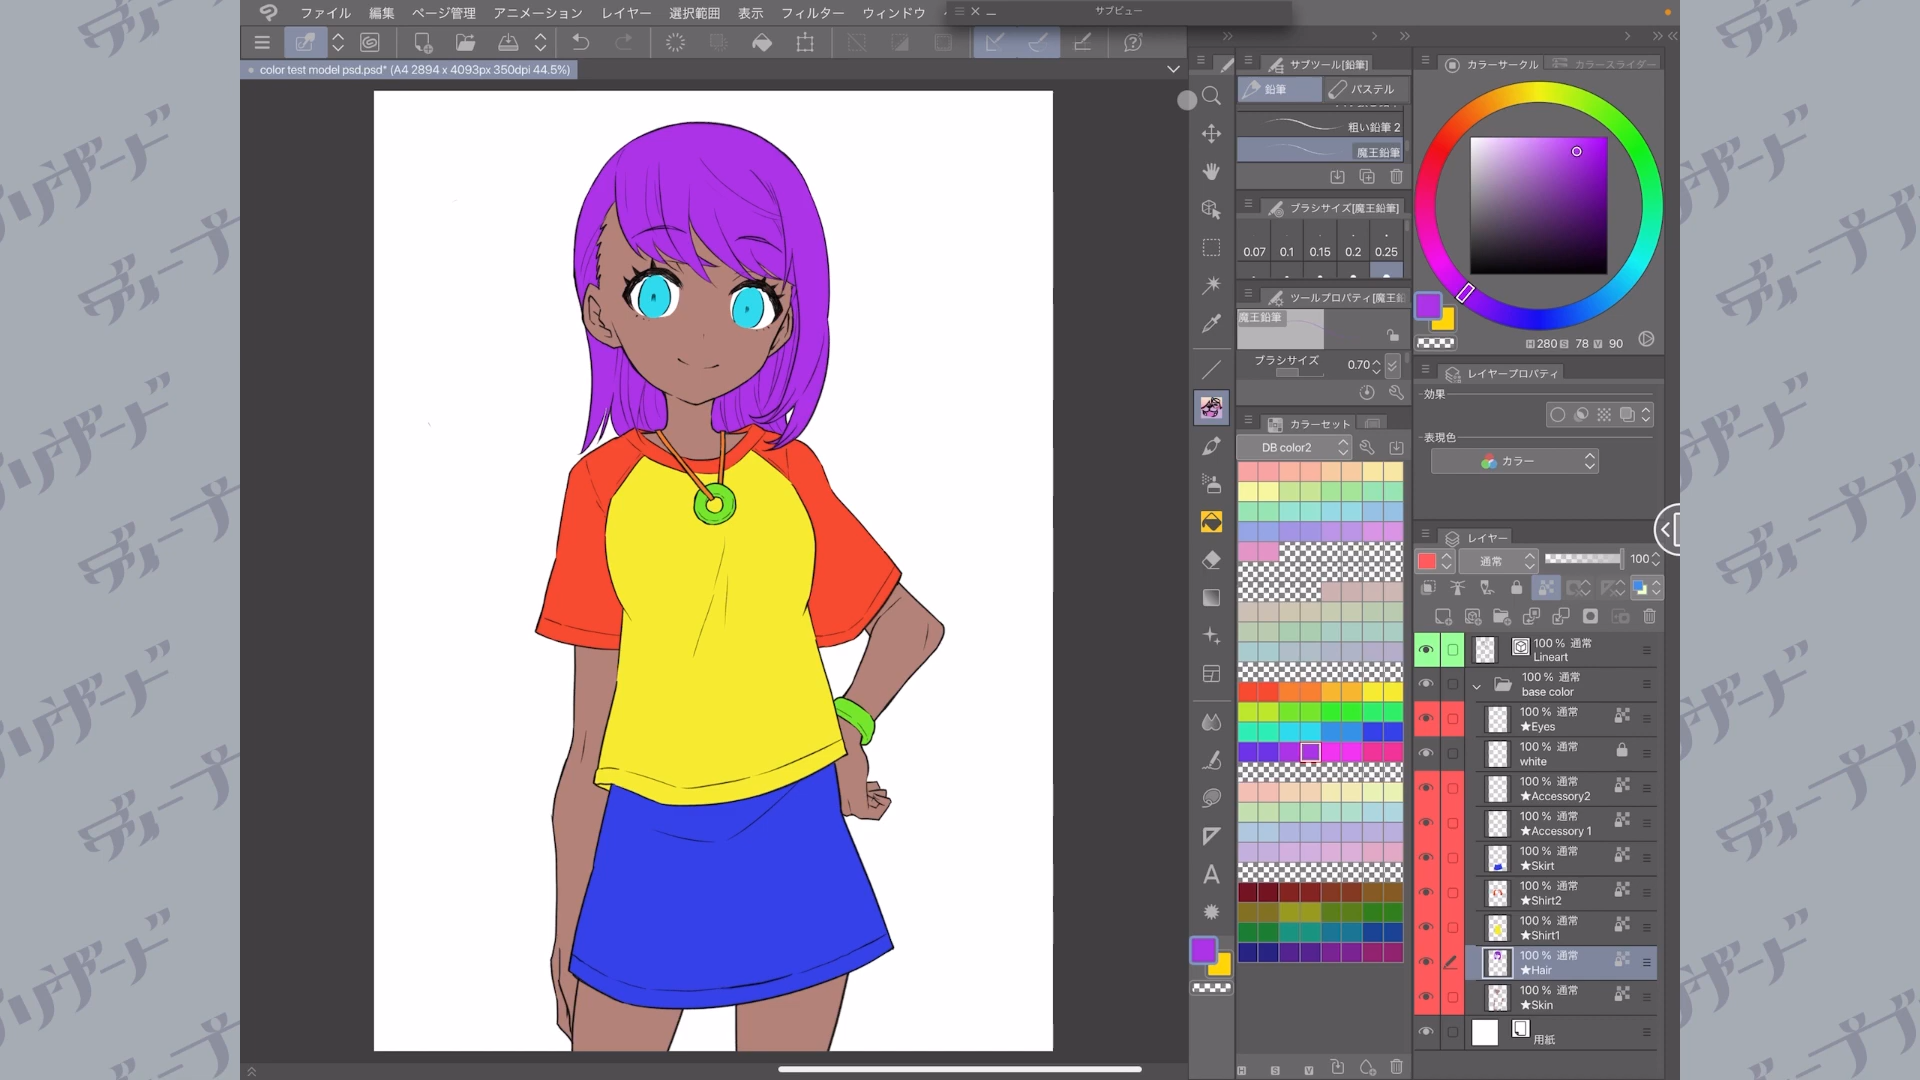 ファイル 編集 ページ管理 アニメーション レイヤー 選択範囲 表示 フィルター ウィンドウ
サブビュー
color test model psd.psd* (A4 2894 x 4093px 350dpi 44.5%)
サブツール[鉛筆]
鉛筆 パステル
粗い鉛筆 2
魔王鉛筆
ブラシサイズ[魔王鉛筆]
0.07 0.1 0.15 0.2 0.25
ツールプロパティ[魔王鉛
魔王鉛筆
ブラシサイズ 0.70
カラーセット
DB color2
H S V
カラーサークル カラースライダー
H 280 S 78 V 90
レイヤープロパティ
効果
表現色
カラー
レイヤー
通常 100
100 % 通常
Lineart
100 % 通常
base color
100 % 通常
★Eyes
100 % 通常
white
100 % 通常
★Accessory2
100 % 通常
★Accessory 1
100 % 通常
★Skirt
100 % 通常
★Shirt2
100 % 通常
★Shirt1
100 % 通常
★Hair
100 % 通常
★Skin
用紙
ディープブリザード